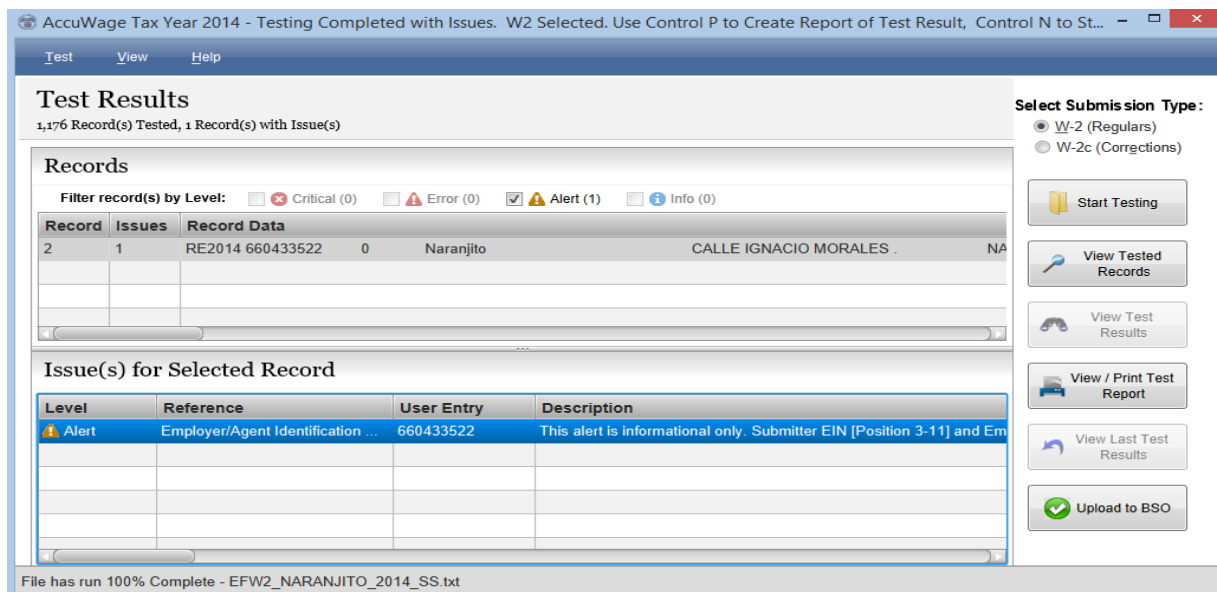 AccuWage Tax Year 2014 - Testing Completed with Issues. W2 Selected. Use Control P to Create Report of Test Result, Control N to St...
Test View Help
Test Results
1,176 Record(s) Tested, 1 Record(s) with Issue(s)
Records
Filter record(s) by Level: Critical (0) Error (0) Alert (1) Info (0)
Record Issues Record Data
2 1 RE2014 660433522 0 Naranjito CALLE IGNACIO MORALES . NA
Issue(s) for Selected Record
Level Reference User Entry Description
Alert Employer/Agent Identification ... 660433522 This alert is informational only. Submitter EIN [Position 3-11] and Em
Select Submission Type:
W-2 (Regulars)
W-2c (Corrections)
Start Testing
View Tested
Records
View Test
Results
View / Print Test
Report
View Last Test
Results
Upload to BSO
File has run 100% Complete - EFW2_NARANJITO_2014_SS.txt